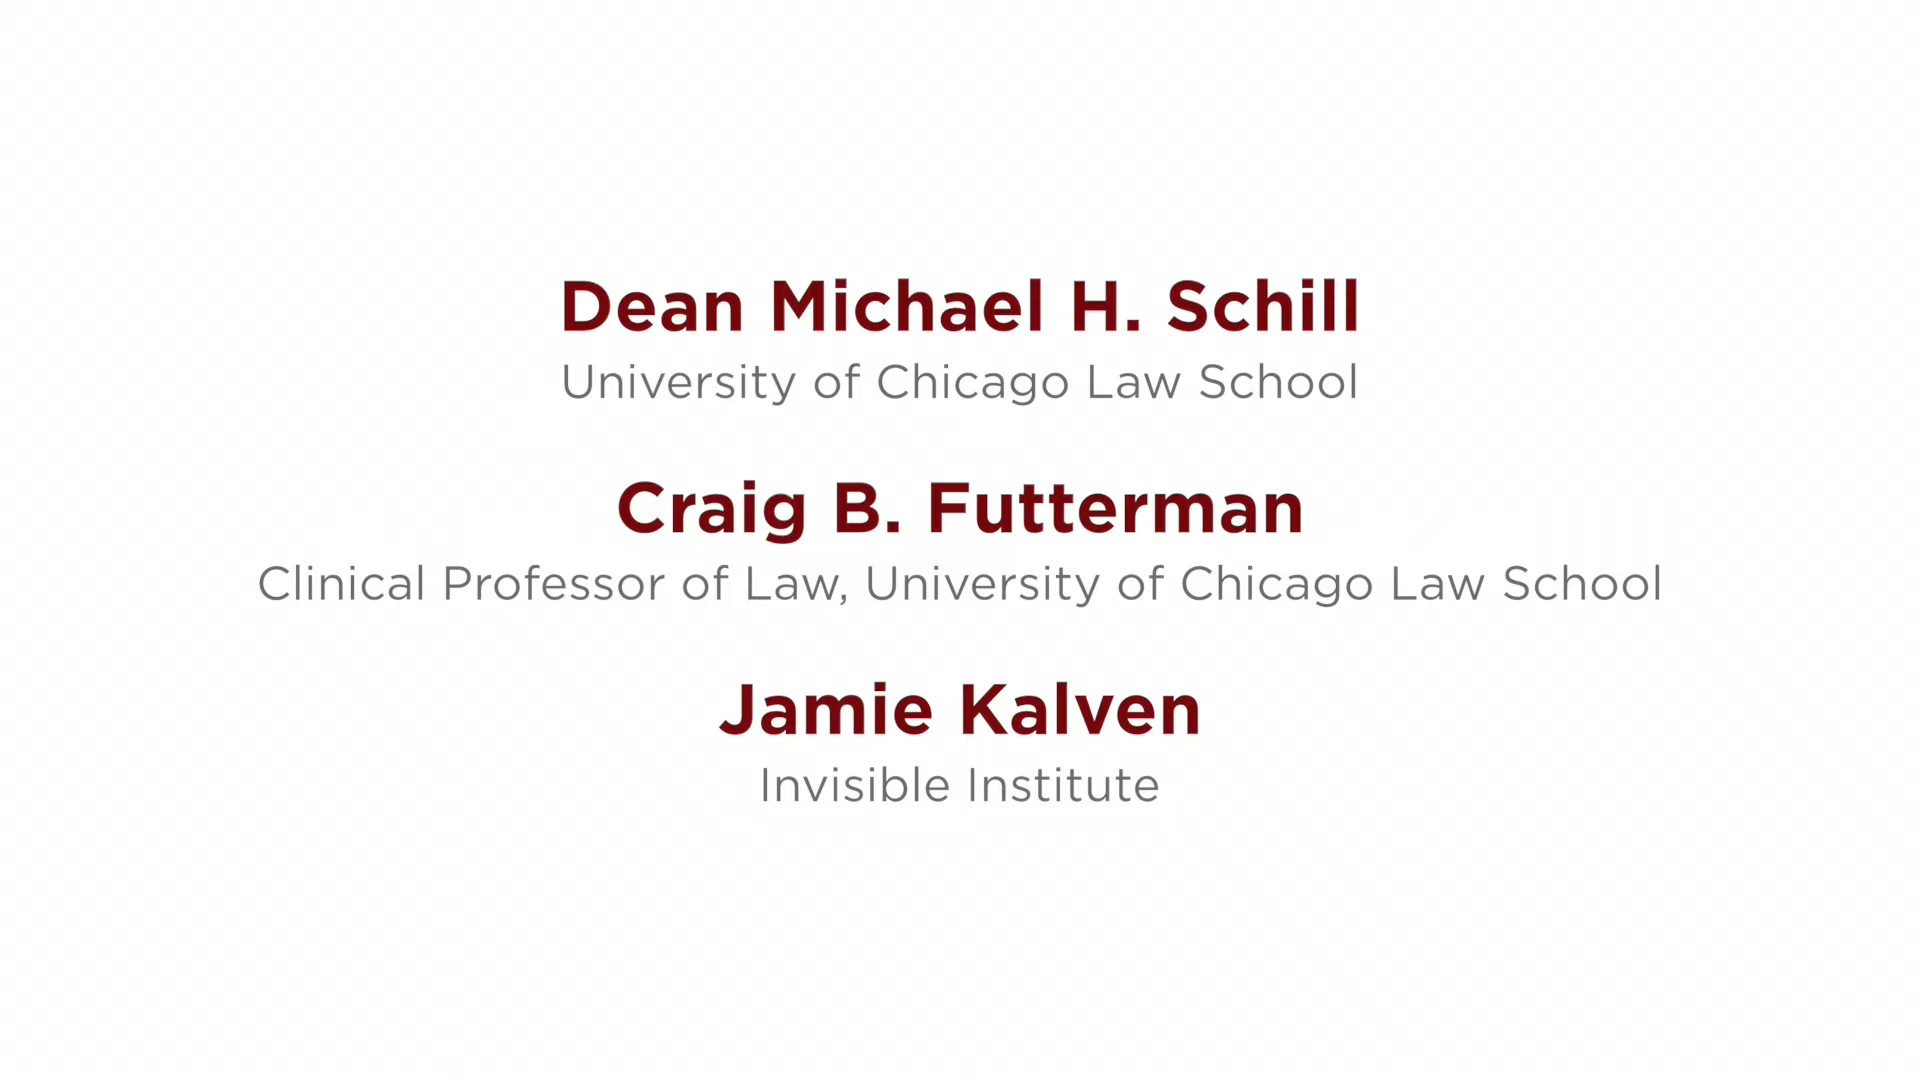 Dean Michael H. Schill
University of Chicago Law School
Craig B. Futterman
Clinical Professor of Law, University of Chicago Law School
Jamie Kalven
Invisible Institute